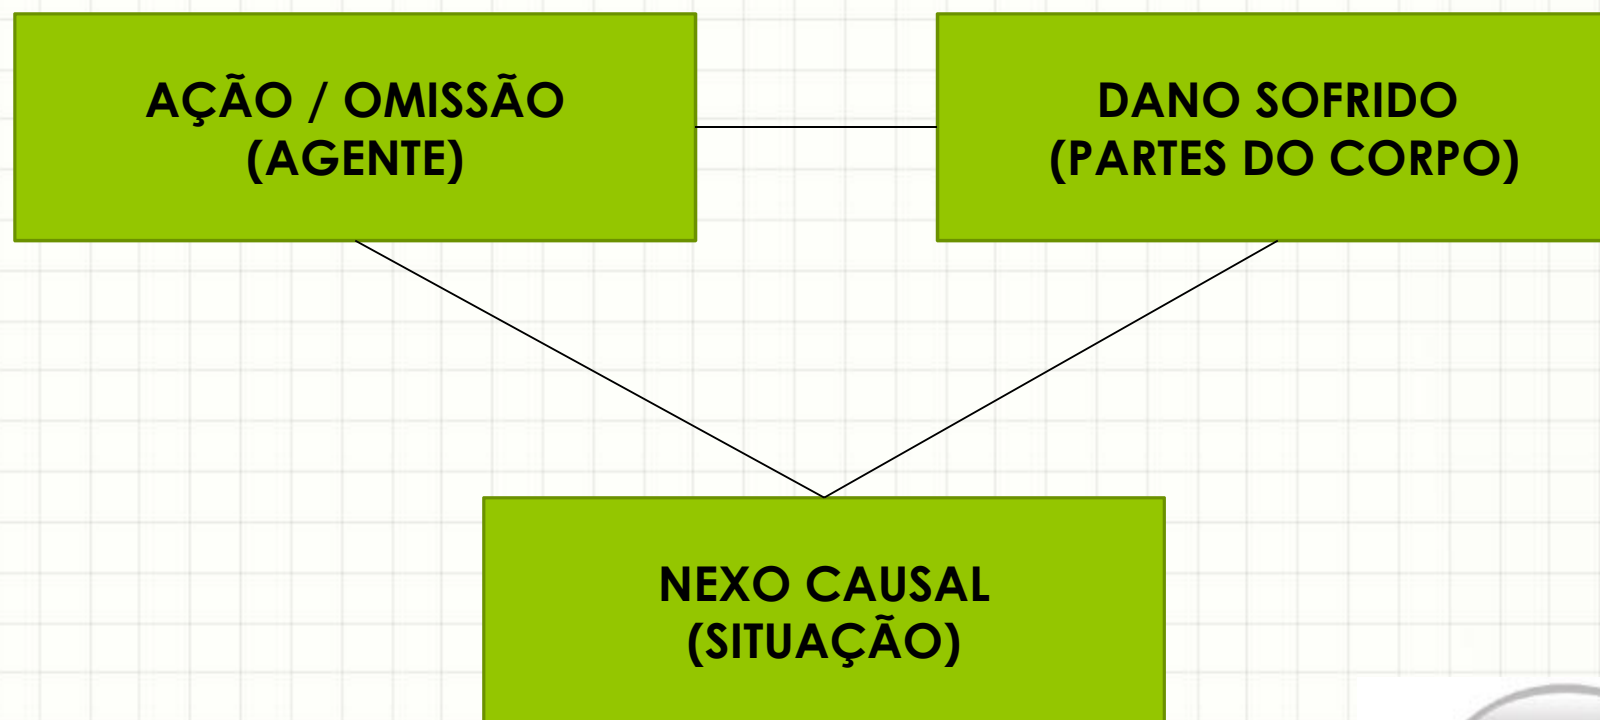 AÇÃO / OMISSÃO
(AGENTE)
DANO SOFRIDO
(PARTES DO CORPO)
NEXO CAUSAL
(SITUAÇÃO)